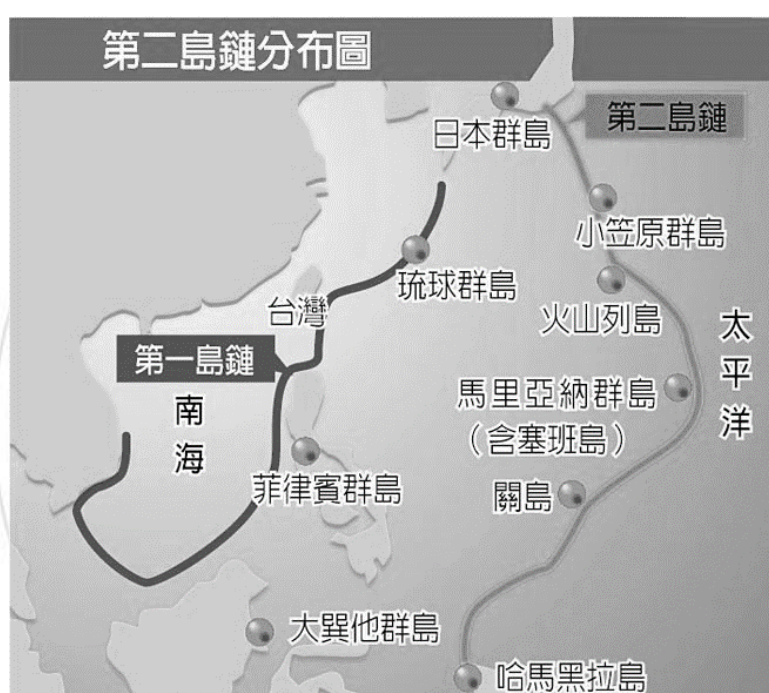 第二島鏈分布圖
日本群島
第二島鏈
小笠原群島
琉球群島
火山列島
台灣
太平洋
第一島鏈
馬里亞納群島
（含塞班島）
南海
菲律賓群島
關島
大巽他群島
哈馬黑拉島